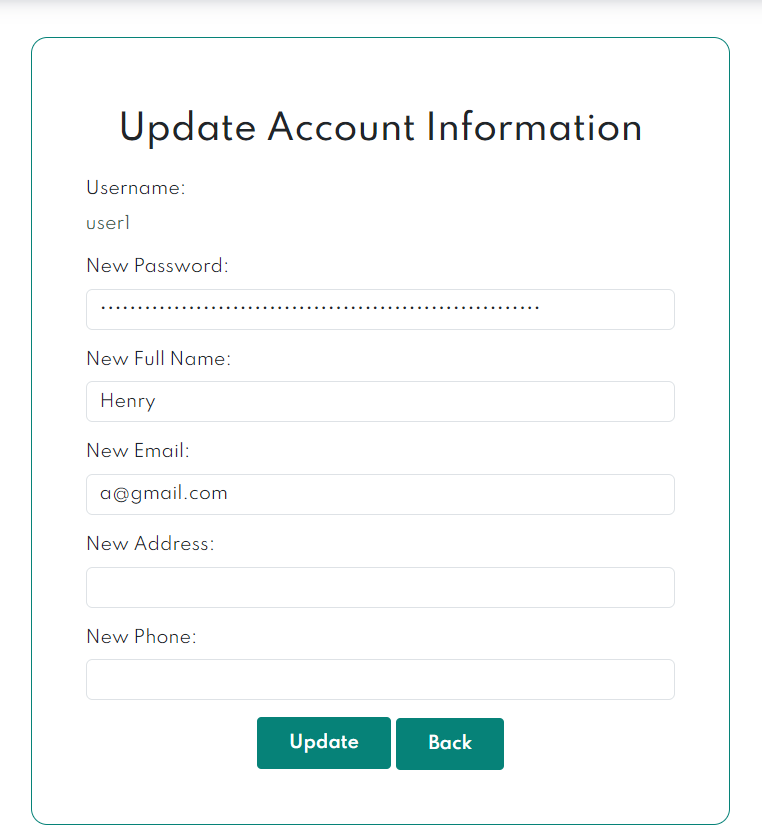 Update Account Information
Username:
user1
New Password:
••••••••••••••••••••••••••••••••••••••••••••••••••••••••••••
New Full Name:
Henry
New Email:
a@gmail.com
New Address:
New Phone:
Update Back